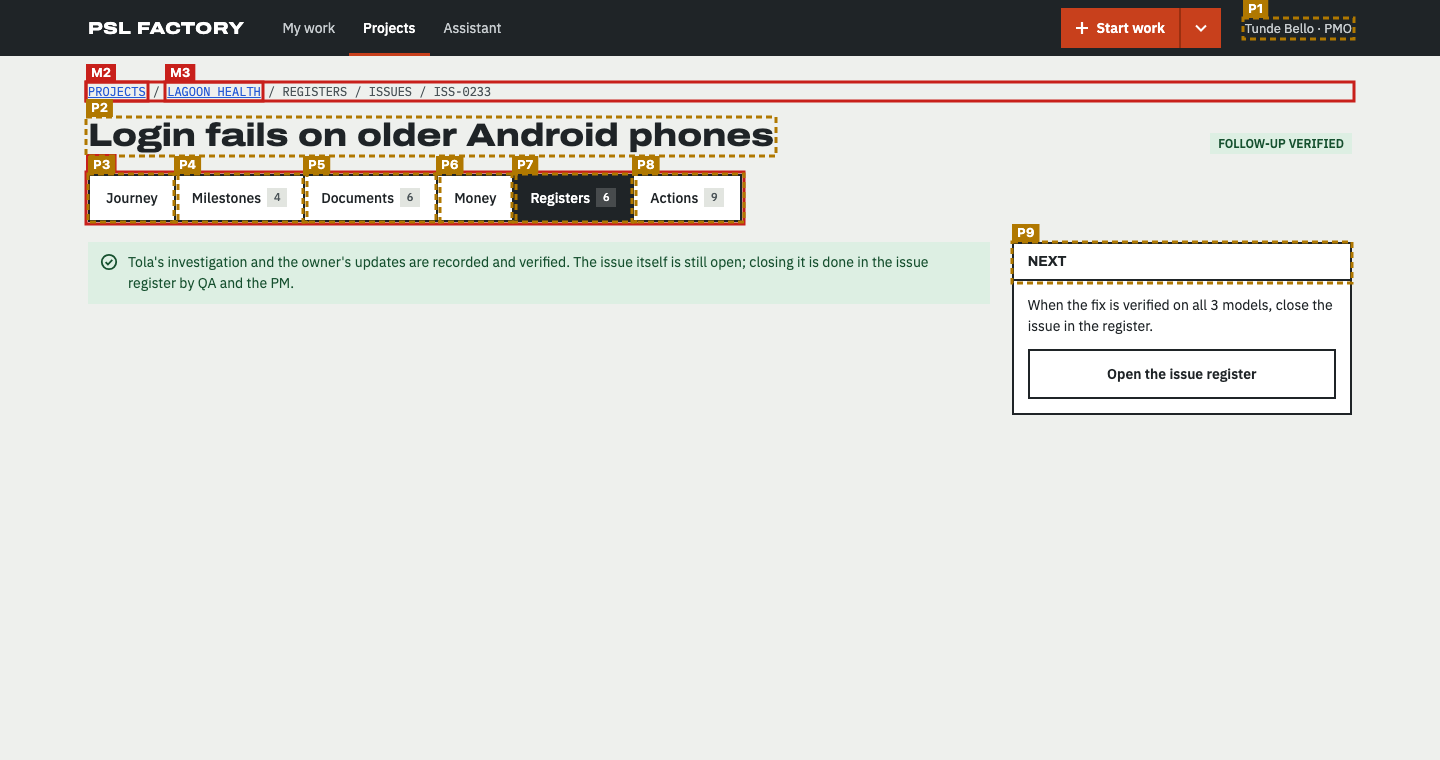 PSL FACTORY
My work
Projects
Assistant
+ Start work
P1
Tunde Bello · PMO
M2
M3
PROJECTS / LAGOON HEALTH / REGISTERS / ISSUES / ISS-0233
P2
Login fails on older Android phones
FOLLOW-UP VERIFIED
P3
P4
P5
P6
P7
P8
Journey
Milestones 4
Documents 6
Money
Registers 6
Actions 9
Tola's investigation and the owner's updates are recorded and verified. The issue itself is still open; closing it is done in the issue
register by QA and the PM.
P9
NEXT
When the fix is verified on all 3 models, close the
issue in the register.
Open the issue register